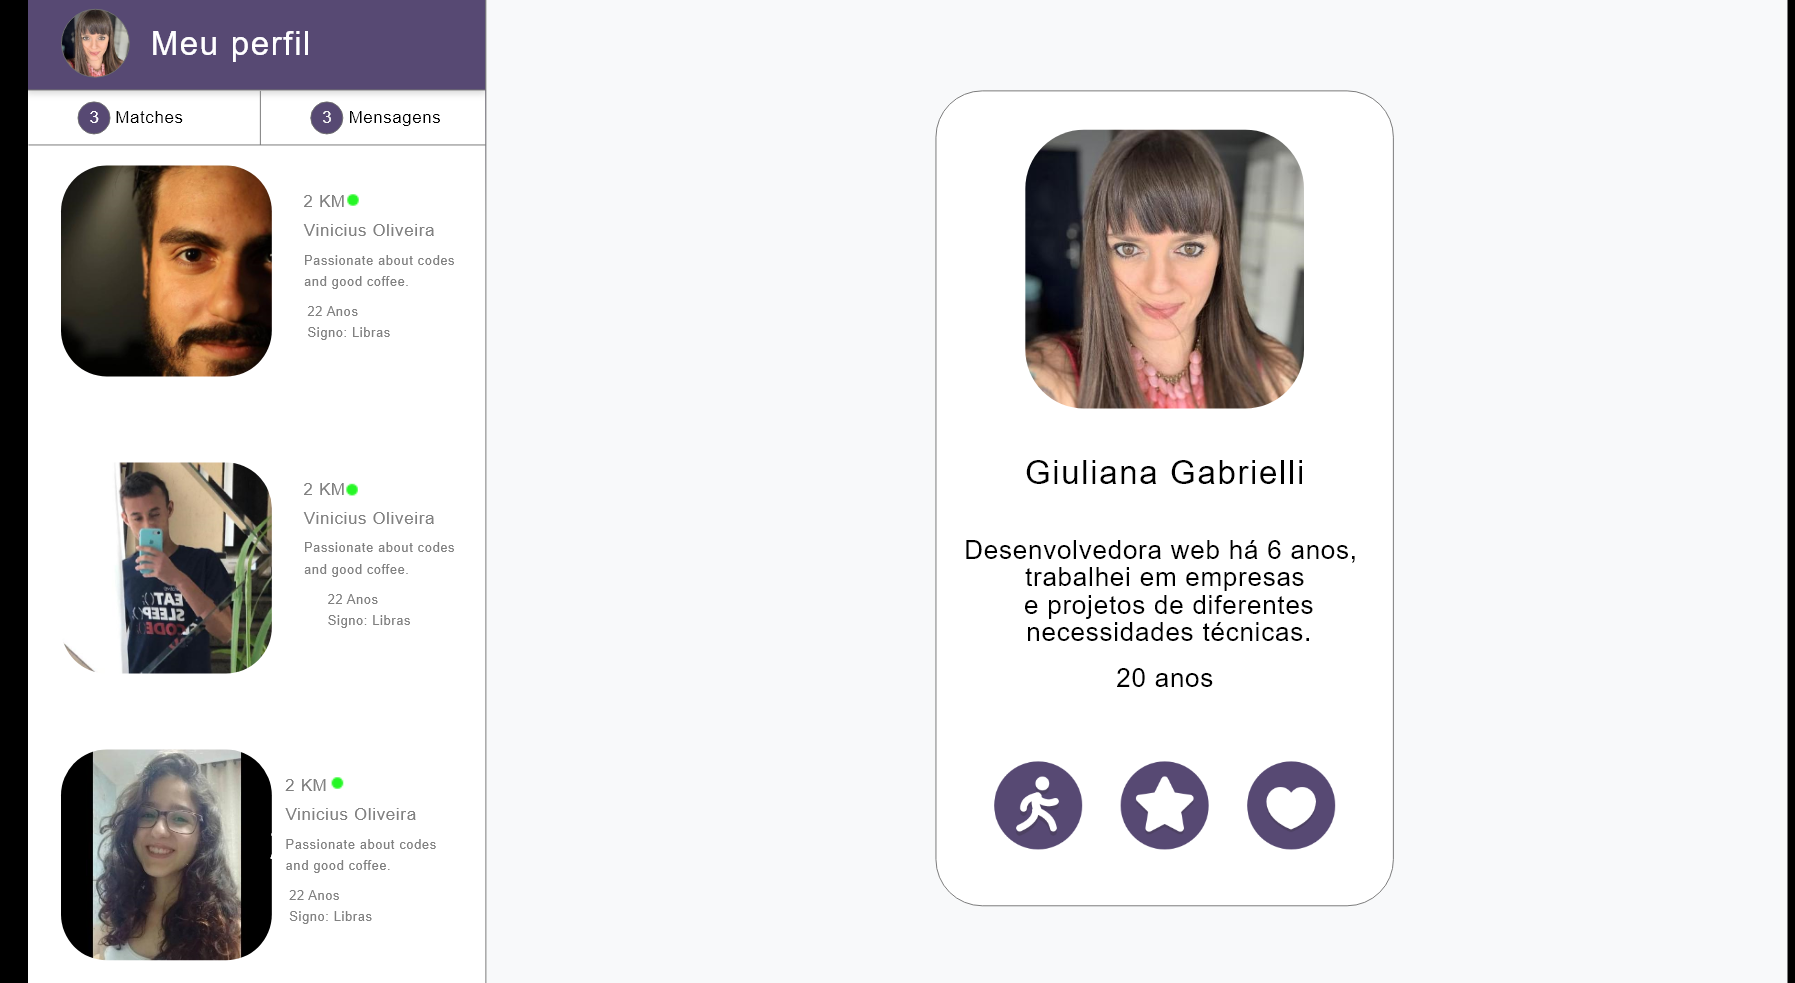 Meu perfil
3 Matches
3 Mensagens
2 KM
Vinicius Oliveira
Passionate about codes
and good coffee.
22 Anos
Signo: Libras
2 KM
Vinicius Oliveira
Passionate about codes
and good coffee.
22 Anos
Signo: Libras
EAT
SLEEP
CODE
2 KM
Vinicius Oliveira
Passionate about codes
and good coffee.
22 Anos
Signo: Libras
Giuliana Gabrielli
Desenvolvedora web há 6 anos,
trabalhei em empresas
e projetos de diferentes
necessidades técnicas.
20 anos